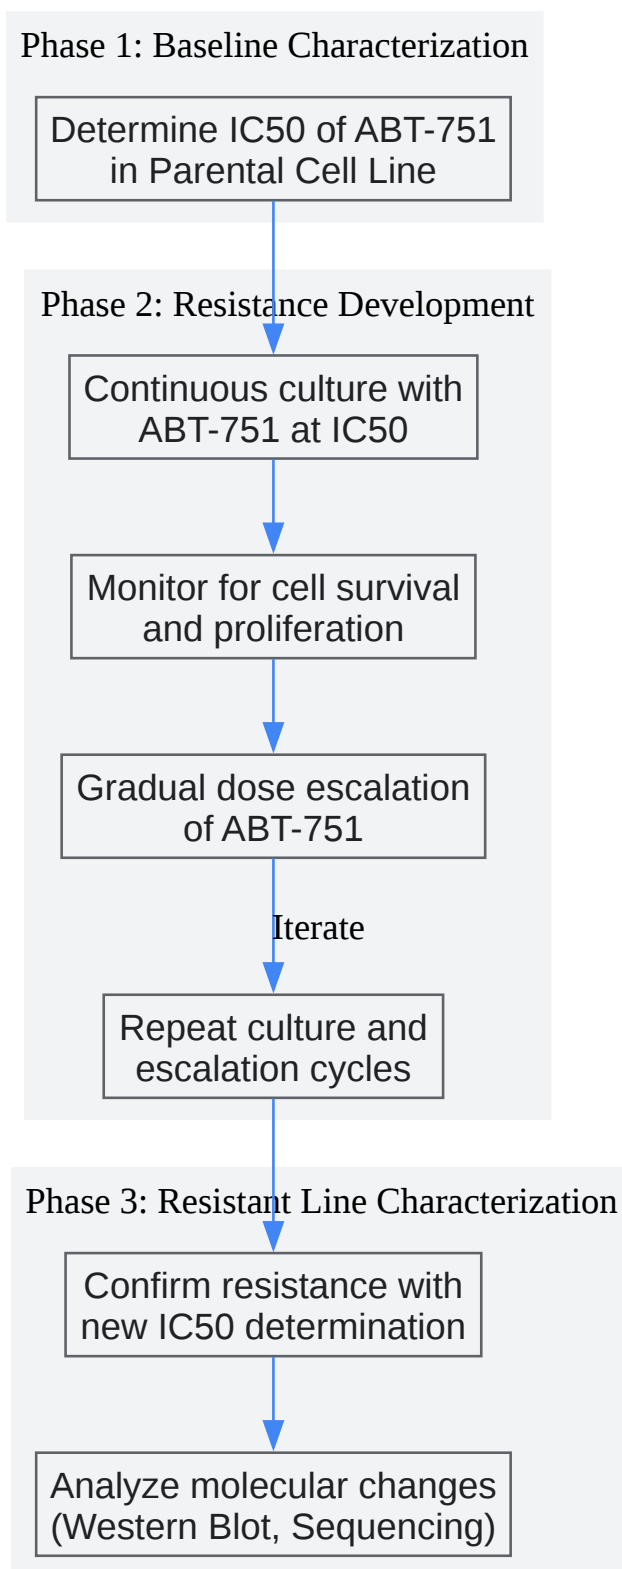 Phase 1: Baseline Characterization
Determine IC50 of ABT-751
in Parental Cell Line
Phase 2: Resistance Development
Continuous culture with
ABT-751 at IC50
Monitor for cell survival
and proliferation
Gradual dose escalation
of ABT-751
Iterate
Repeat culture and
escalation cycles
Phase 3: Resistant Line Characterization
Confirm resistance with
new IC50 determination
Analyze molecular changes
(Western Blot, Sequencing)